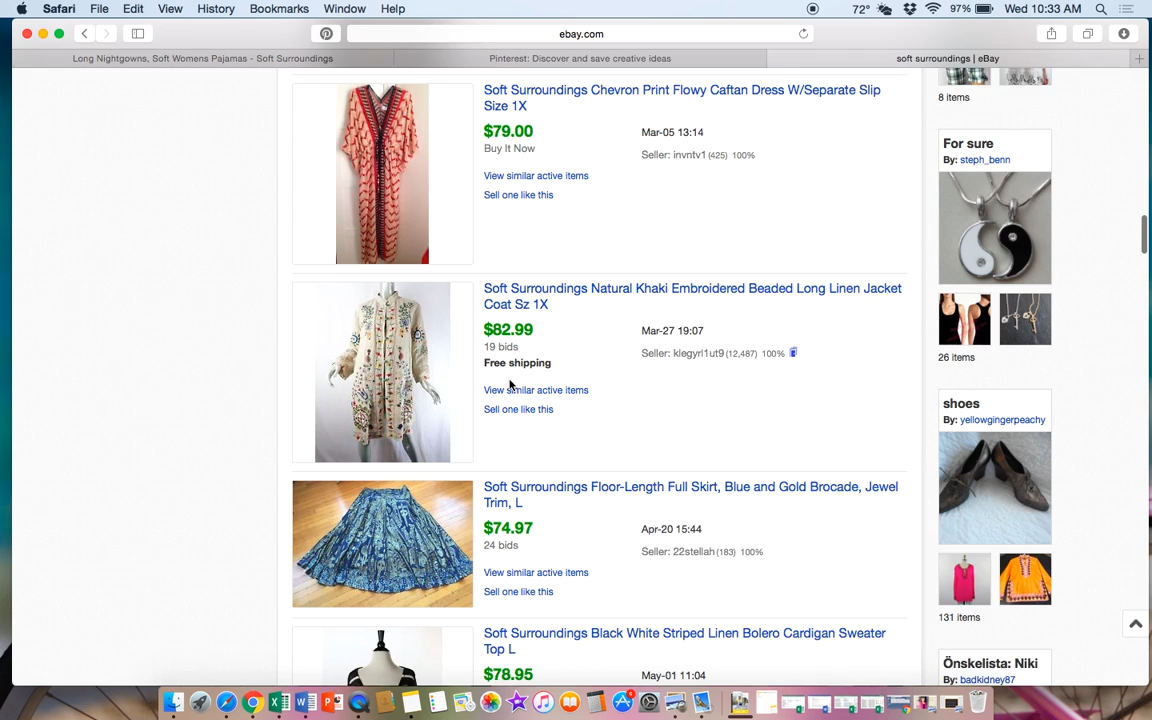 Safari File Edit View History Bookmarks Window Help 72° 97% Wed 10:33 AM
ebay.com
Long Nightgowns, Soft Womens Pajamas - Soft Surroundings
Pinterest: Discover and save creative ideas
soft surroundings | eBay
Soft Surroundings Chevron Print Flowy Caftan Dress W/Separate Slip
Size 1X
$79.00
Mar-05 13:14
Buy It Now
Seller: invntv1 (425) 100%
View similar active items
Sell one like this
Soft Surroundings Natural Khaki Embroidered Beaded Long Linen Jacket
Coat Sz 1X
$82.99
Mar-27 19:07
19 bids
Seller: klegyrl1ut9 (12,487) 100%
Free shipping
View similar active items
Sell one like this
Soft Surroundings Floor-Length Full Skirt, Blue and Gold Brocade, Jewel
Trim, L
$74.97
Apr-20 15:44
24 bids
Seller: 22stellah (183) 100%
View similar active items
Sell one like this
Soft Surroundings Black White Striped Linen Bolero Cardigan Sweater
Top L
$78.95
May-01 11:04
8 items
For sure
By: steph_benn
26 items
shoes
By: yellowgingerpeachy
131 items
Önskelista: Niki
By: badkidney87